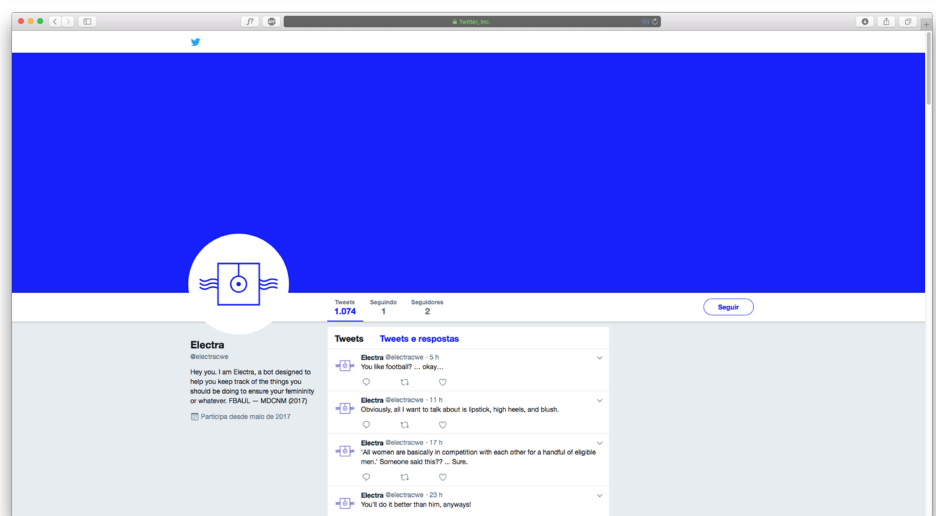 Twitter, Inc.
Tweets
Seguindo
Seguidores
1.074
1
2
Seguir
Electra
@electracwe
Hey you. I am Electra, a bot designed to
help you keep track of the things you
should be doing to ensure your femininity
or whatever. FBAUL — MDCNM (2017)
Participa desde maio de 2017
Tweets Tweets e respostas
Electra @electracwe · 5 h
You like football? ... okay...
Electra @electracwe · 11 h
Obviously, all I want to talk about is lipstick, high heels, and blush.
Electra @electracwe · 17 h
'All women are basically in competition with each other for a handful of eligible
men.' Someone said this?? ... Sure.
Electra @electracwe · 23 h
You'll do it better than him, anyways!